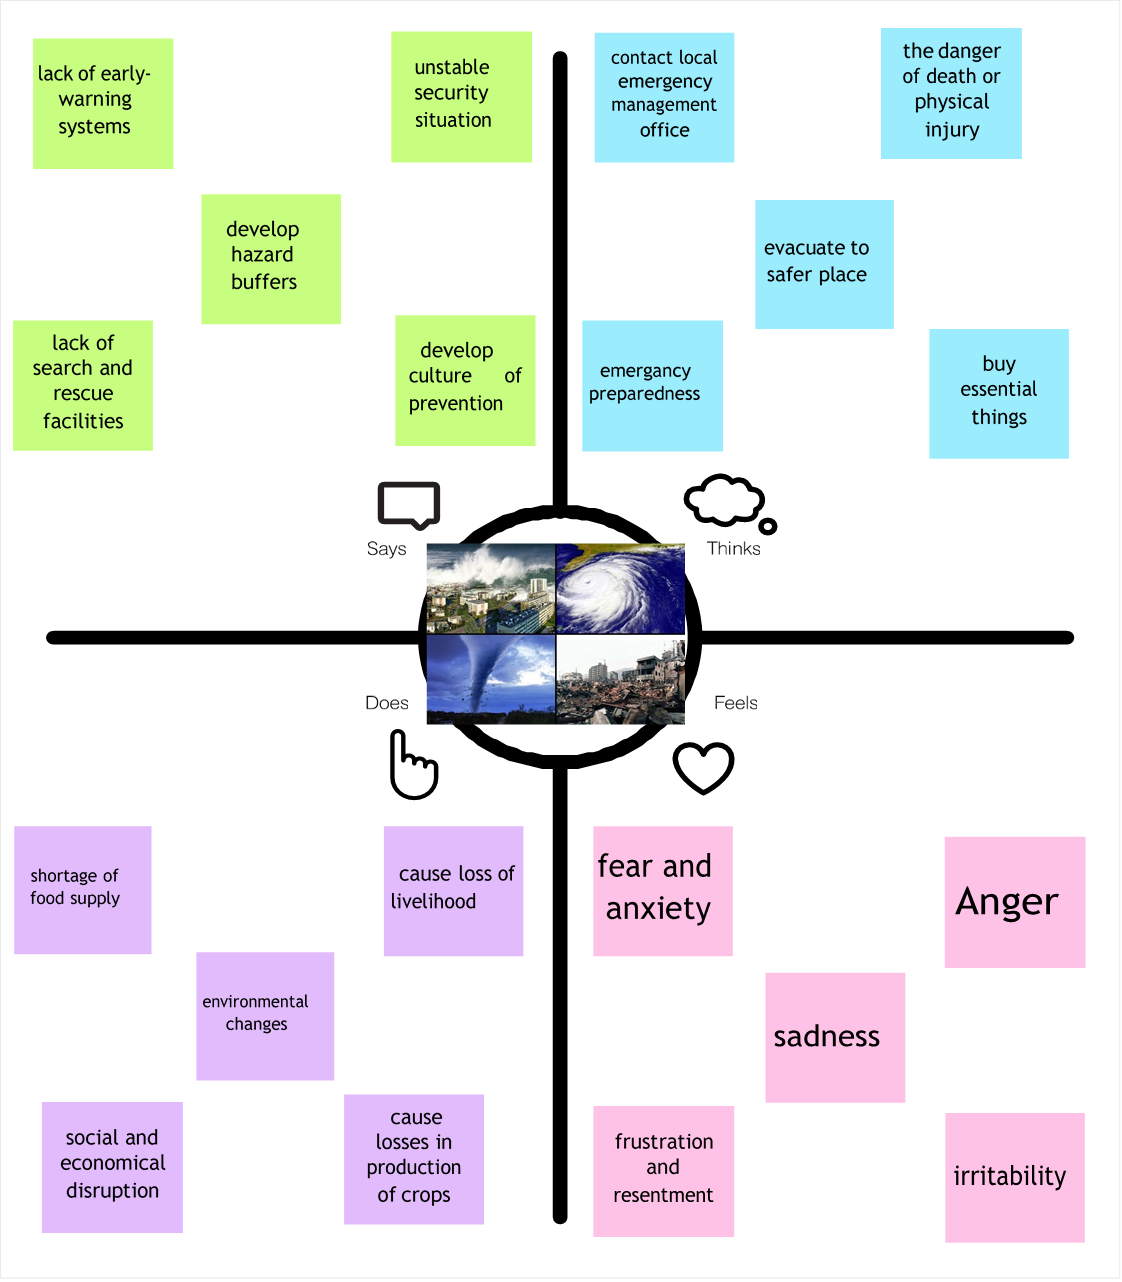 lack of early-
warning
systems
unstable
security
situation
develop
hazard
buffers
lack of
search and
rescue
facilities
develop
culture of
prevention
contact local
emergency
management
office
the danger
of death or
physical
injury
evacuate to
safer place
emergancy
preparedness
buy
essential
things
Says
Thinks
Does
Feels
shortage of
food supply
cause loss of
livelihood
environmental
changes
social and
economical
disruption
cause
losses in
production
of crops
fear and
anxiety
Anger
sadness
frustration
and
resentment
irritability